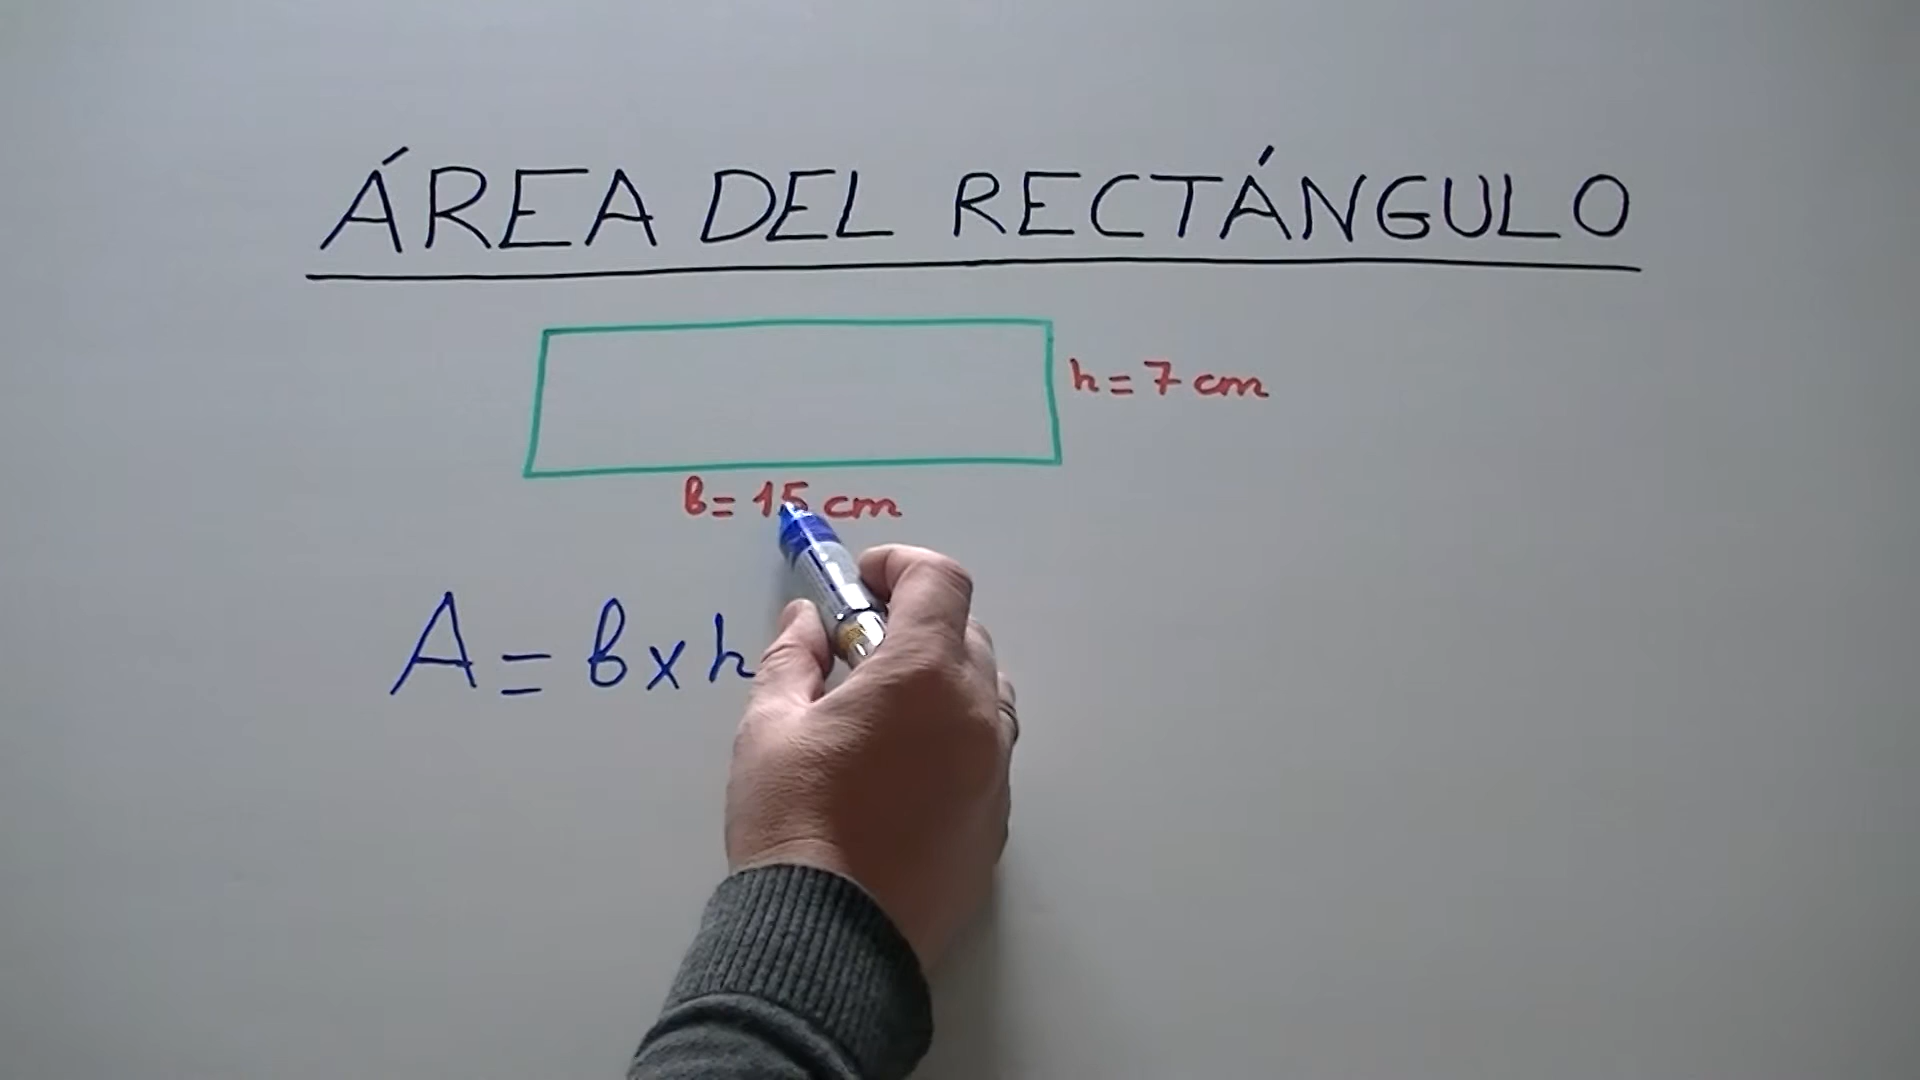 ÁREA DEL RECTÁNGULO
h = 7 cm
b = 15 cm
A = b x h